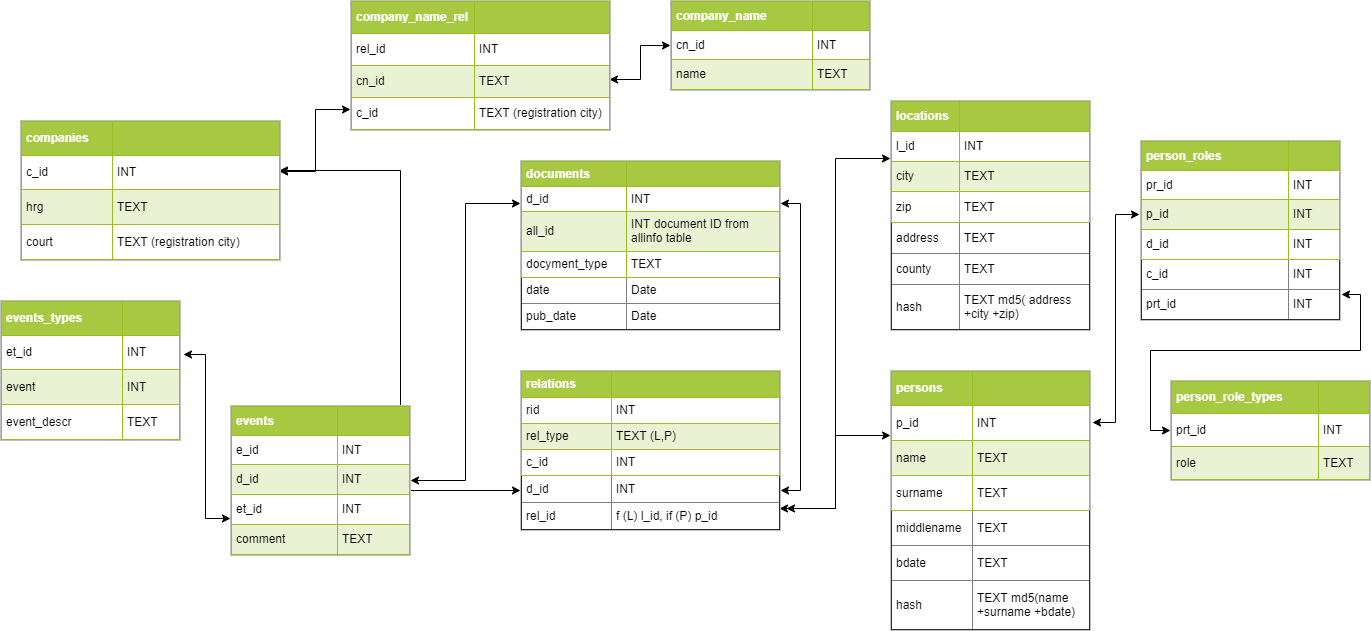 company_name_rel
rel_id INT
cn_id TEXT
c_id TEXT (registration city)
company_name
cn_id INT
name TEXT
companies
c_id INT
hrg TEXT
court TEXT (registration city)
documents
d_id INT
all_id INT document ID from
allinfo table
docyment_type TEXT
date Date
pub_date Date
locations
l_id INT
city TEXT
zip TEXT
address TEXT
county TEXT
hash TEXT md5( address
+city +zip)
person_roles
pr_id INT
p_id INT
d_id INT
c_id INT
prt_id INT
events_types
et_id INT
event INT
event_descr TEXT
events
e_id INT
d_id INT
et_id INT
comment TEXT
relations
rid INT
rel_type TEXT (L,P)
c_id INT
d_id INT
rel_id f (L) l_id, if (P) p_id
persons
p_id INT
name TEXT
surname TEXT
middlename TEXT
bdate TEXT
hash TEXT md5(name
+surname +bdate)
person_role_types
prt_id INT
role TEXT